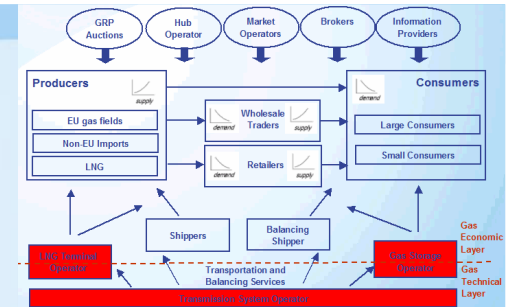 GRP
Auctions
Hub
Operator
Market
Operators
Brokers
Information
Providers
Producers
supply
EU gas fields
Non-EU Imports
LNG
Wholesale
Traders
demand
supply
Retailers
demand
supply
Consumers
demand
Large Consumers
Small Consumers
Shippers
Balancing
Shipper
LNG Terminal
Operator
Transportation and
Balancing Services
Gas Storage
Operator
Gas
Economic
Layer
Gas
Technical
Layer
Transmission System Operator